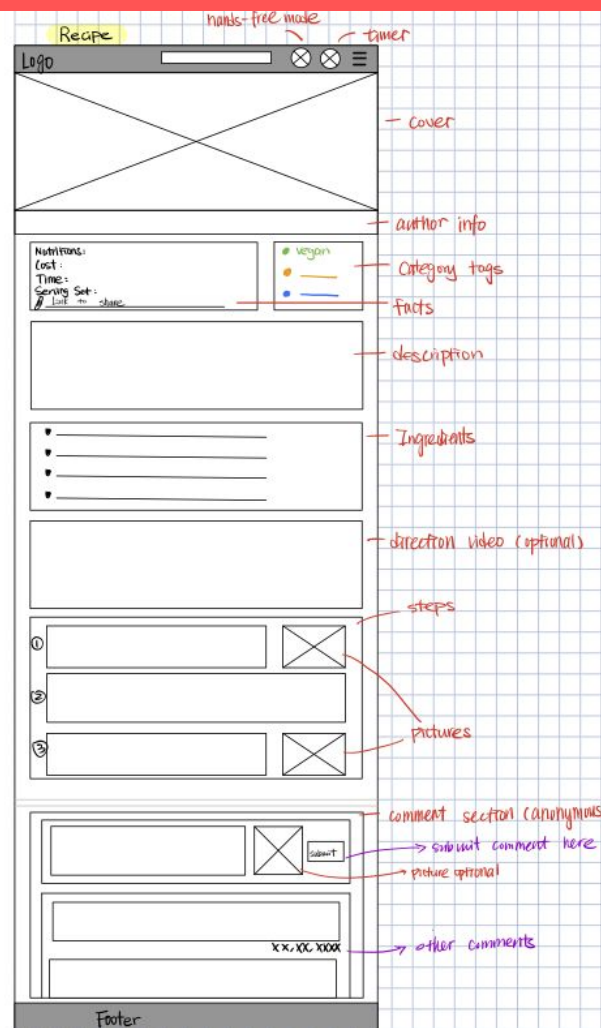 hands-free mode
Recipe
timer
Logo
cover
author info
Nutritions:
Cost:
Time:
Serving Set:
Link to share
vegan
Category tags
facts
description
Ingredients
direction video (optional)
steps
①
②
③
pictures
comment section (anonymous
submit
submit comment here
picture optional
xx, xx, xxxx
other comments
Footer